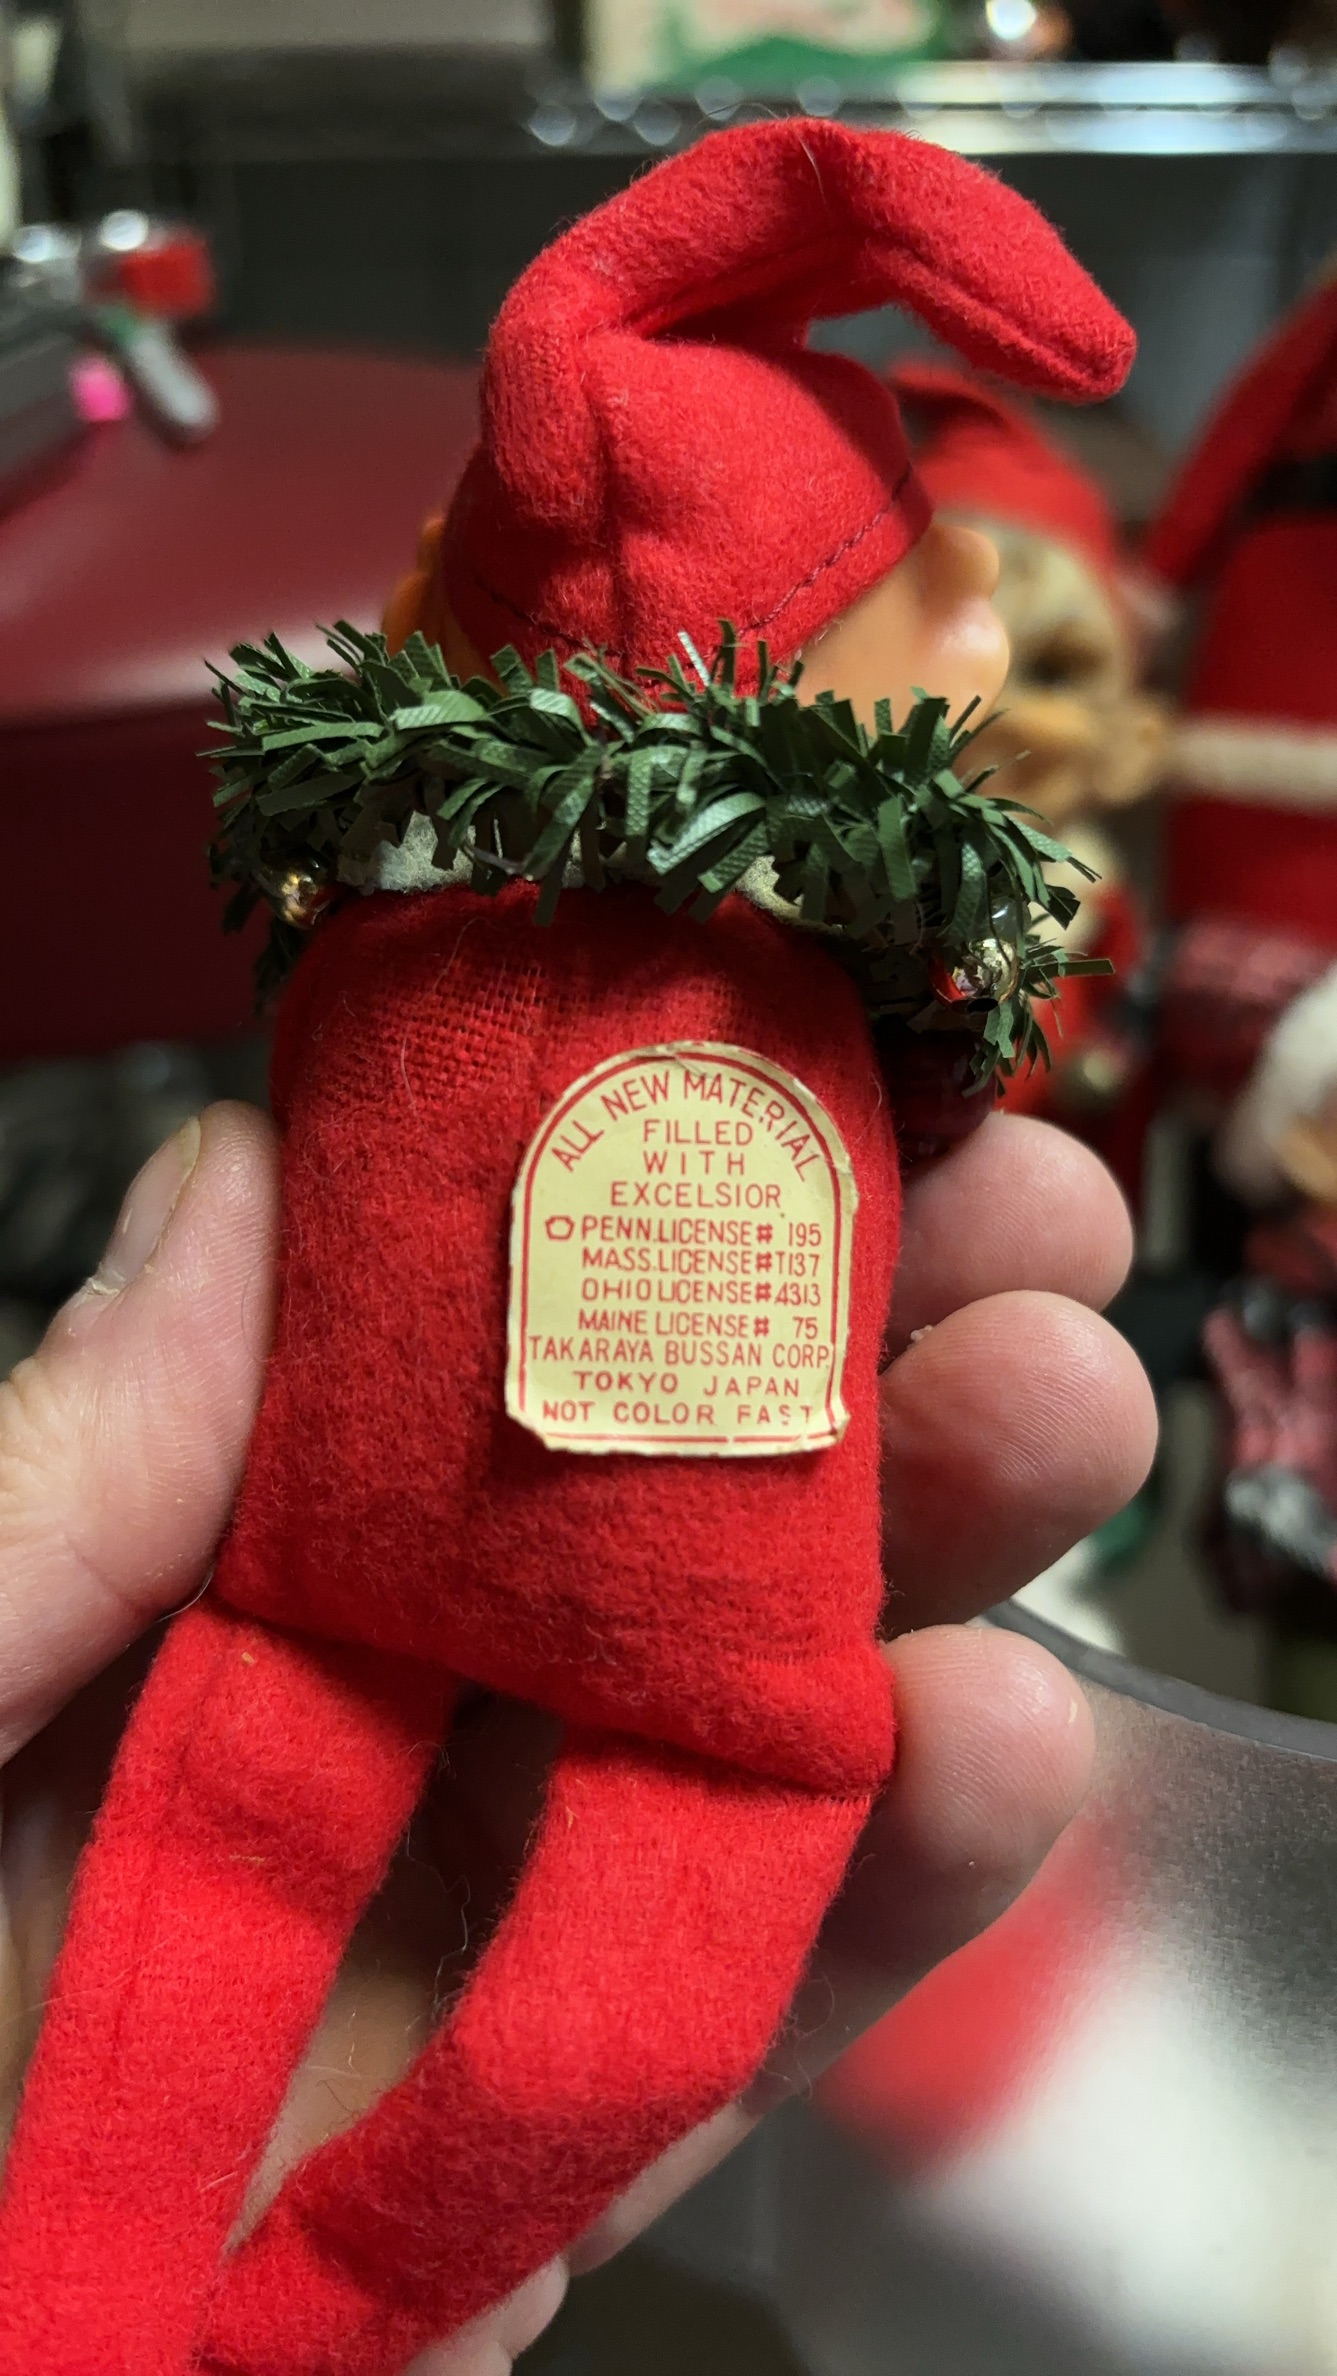 ALL NEW MATERIAL
FILLED
WITH
EXCELSIOR
PENN.LICENSE# 195
MASS.LICENSE#T137
OHIO LICENSE#4313
MAINE LICENSE# 75
TAKARAYA BUSSAN CORP.
TOKYO JAPAN
NOT COLOR FAST